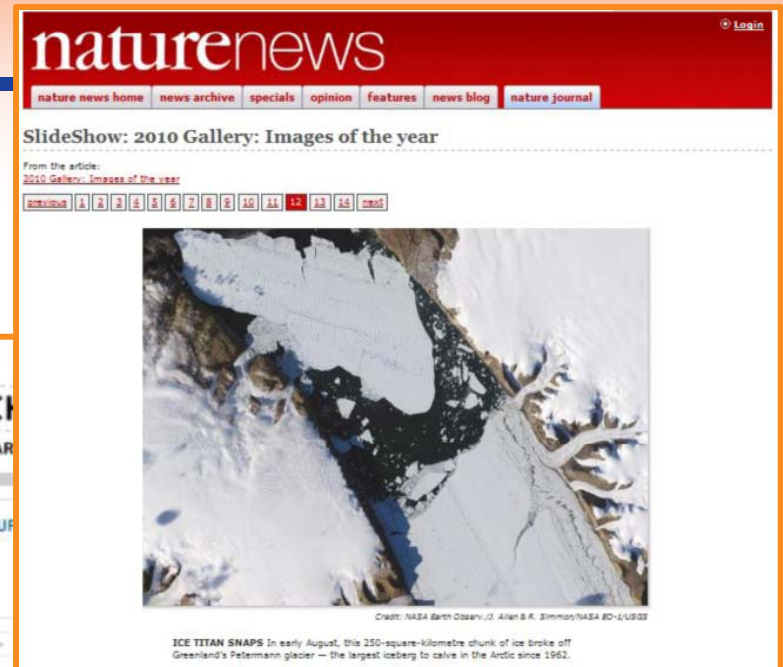 naturenews
Login
nature news home news archive specials opinion features news blog nature journal
SlideShow: 2010 Gallery: Images of the year
From the article:
2010 Gallery: Images of the year
previous 1 2 3 4 5 6 7 8 9 10 11 12 13 14 next
Credit: NASA Earth Observ./J. Allen & R. Simmon/NASA EO-1/USGS
ICE TITAN SNAPS In early August, this 250-square-kilometre chunk of ice broke off
Greenland's Petermann glacier — the largest iceberg to calve in the Arctic since 1962.